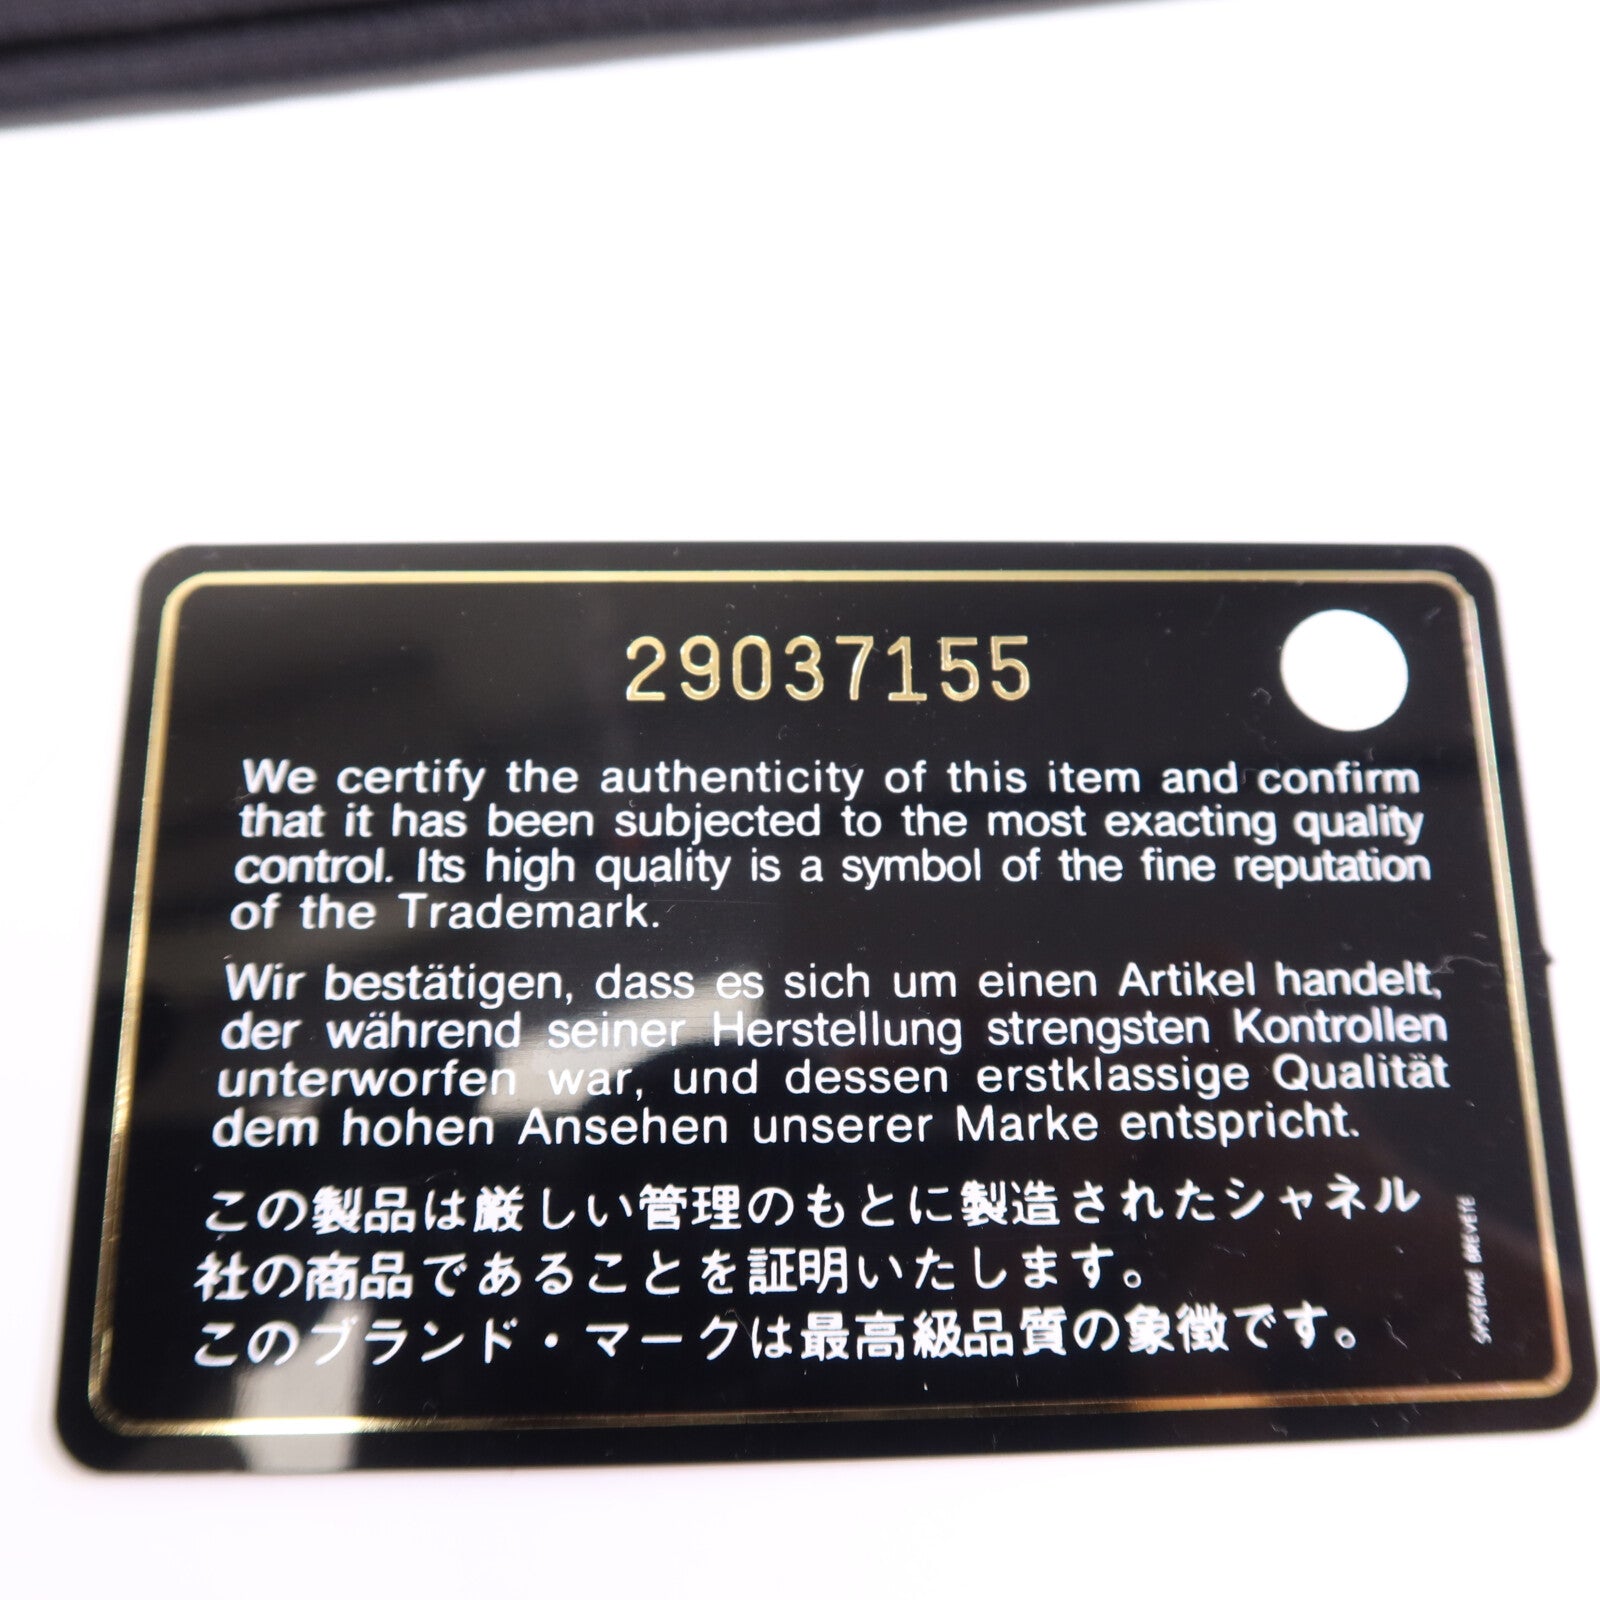 29037155
We certify the authenticity of this item and confirm
that it has been subjected to the most exacting quality
control. Its high quality is a symbol of the fine reputation
of the Trademark.
Wir bestätigen, dass es sich um einen Artikel handelt,
der während seiner Herstellung strengsten Kontrollen
unterworfen war, und dessen erstklassige Qualität
dem hohen Ansehen unserer Marke entspricht.
この製品は厳しい管理のもとに製造されたシャネル
社の商品であることを証明いたします。
このブランド・マークは最高級品質の象徴です。
SYSTEME BREVETE